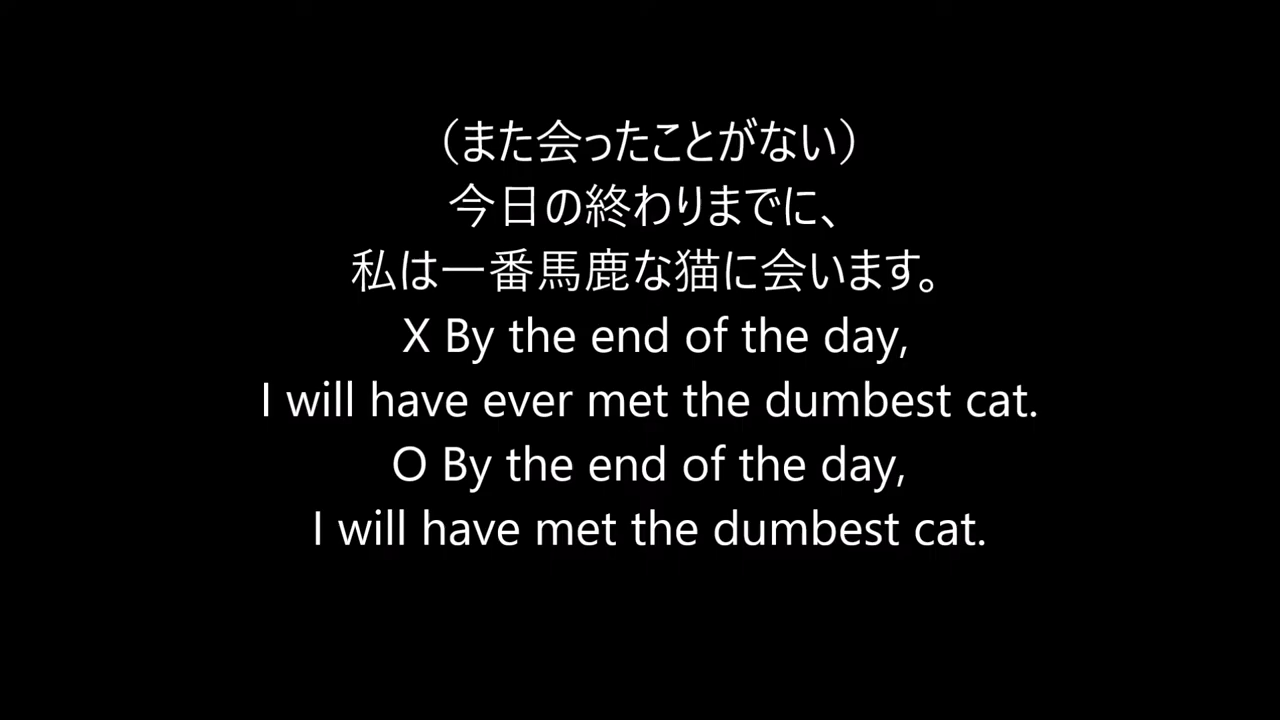 （また会ったことがない）
今日の終わりまでに、
私は一番馬鹿な猫に会います。
X By the end of the day,
I will have ever met the dumbest cat.
O By the end of the day,
I will have met the dumbest cat.